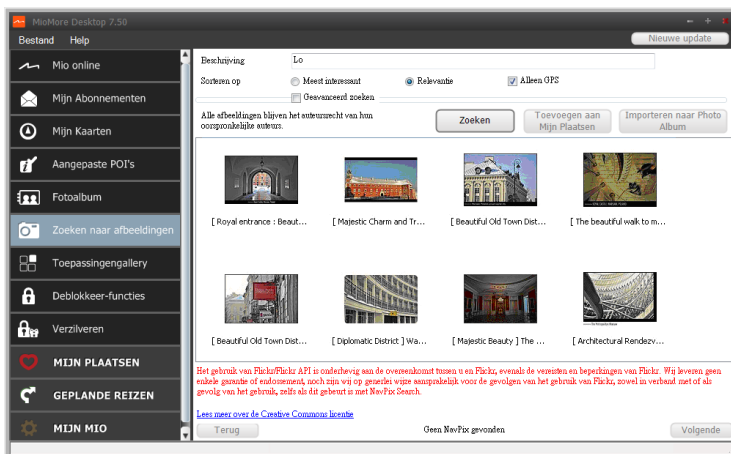 MioMore Desktop 7.50
Bestand Help
Nieuwe update
Mio online
Mijn Abonnementen
Mijn Kaarten
Aangepaste POI's
Fotoalbum
Zoeken naar afbeeldingen
Toepassingengallery
Deblokkeer-functies
Verzilveren
MIJN PLAATSEN
GEPLANDE REIZEN
MIJN MIO
Beschrijving Lo
Sorteren op Meest interessant Relevantie Alleen GPS
Geavanceerd zoeken
Alle afbeeldingen blijven het auteursrecht van hun
oorspronkelijke auteurs.
Zoeken
Toevoegen aan
Mijn Plaatsen
Importeren naar Photo
Album
[ Royal entrance : Beaut... [ Majestic Charm and Tr... [ Beautiful Old Town Dist... [ The beautiful walk to m...
[ Beautiful Old Town Dist... [ Diplomatic District ] Wa... [ Majestic Beauty ] The ... [ Architectural Rendezv...
Het gebruik van Flickr/Flickr API is onderhevig aan de overeenkomst tussen u en Flickr, evenals de vereisten en beperkingen van Flickr. Wij leveren geen
enkele garantie of endorsement, noch zijn wij op generlei wijze aansprakelijk voor de gevolgen van het gebruik van Flickr, zowel in verband met of als
gevolg van het gebruik, zelfs als dit gebeurt is met NavPix Search.
Lees meer over de Creative Commons licentie
Terug Geen NavPix gevonden Volgende